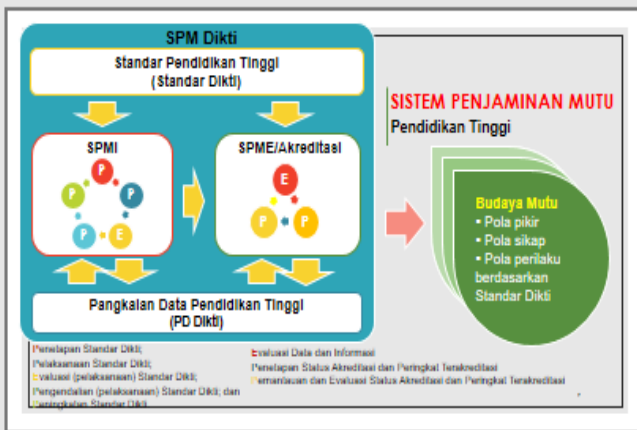 SPM Dikti
Standar Pendidikan Tinggi
(Standar Dikti)
SPMI
P
P
P
P
E
SPME/Akreditasi
E
P
P
Pangkalan Data Pendidikan Tinggi
(PD Dikti)
SISTEM PENJAMINAN MUTU
Pendidikan Tinggi
Budaya Mutu
▪ Pola pikir
▪ Pola sikap
▪ Pola perilaku
berdasarkan
Standar Dikti
Penetapan Standar Dikti;
Pelaksanaan Standar Dikti;
Evaluasi (pelaksanaan) Standar Dikti;
Pengendalian (pelaksanaan) Standar Dikti; dan
Peningkatan Standar Dikti
Evaluasi Data dan Informasi
Penetapan Status Akreditasi dan Peringkat Terakreditasi
Pemantauan dan Evaluasi Status Akreditasi dan Peringkat Terakreditasi